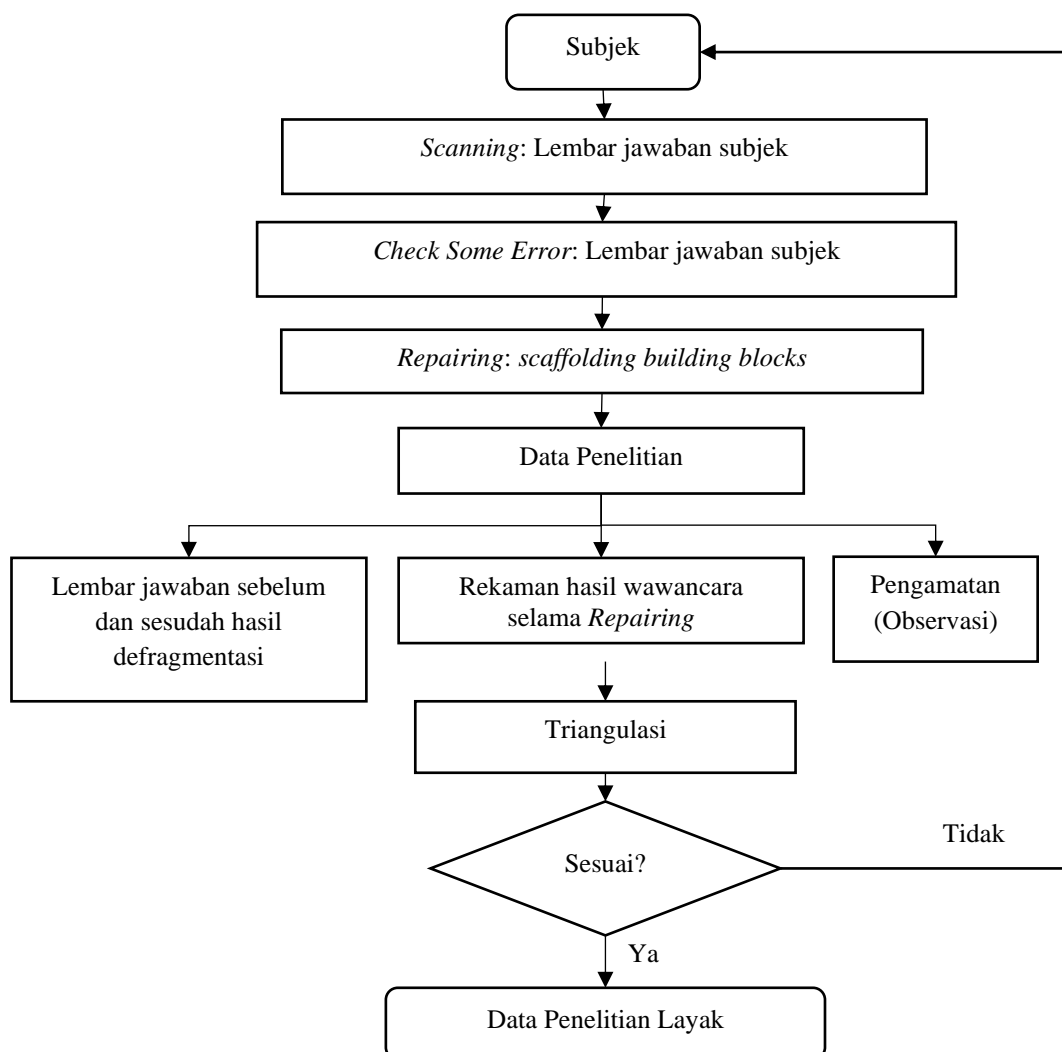 Subjek
Scanning: Lembar jawaban subjek
Check Some Error: Lembar jawaban subjek
Repairing: scaffolding building blocks
Data Penelitian
Lembar jawaban sebelum
dan sesudah hasil
defragmentasi
Rekaman hasil wawancara
selama Repairing
Pengamatan
(Observasi)
Triangulasi
Sesuai?
Tidak
Ya
Data Penelitian Layak